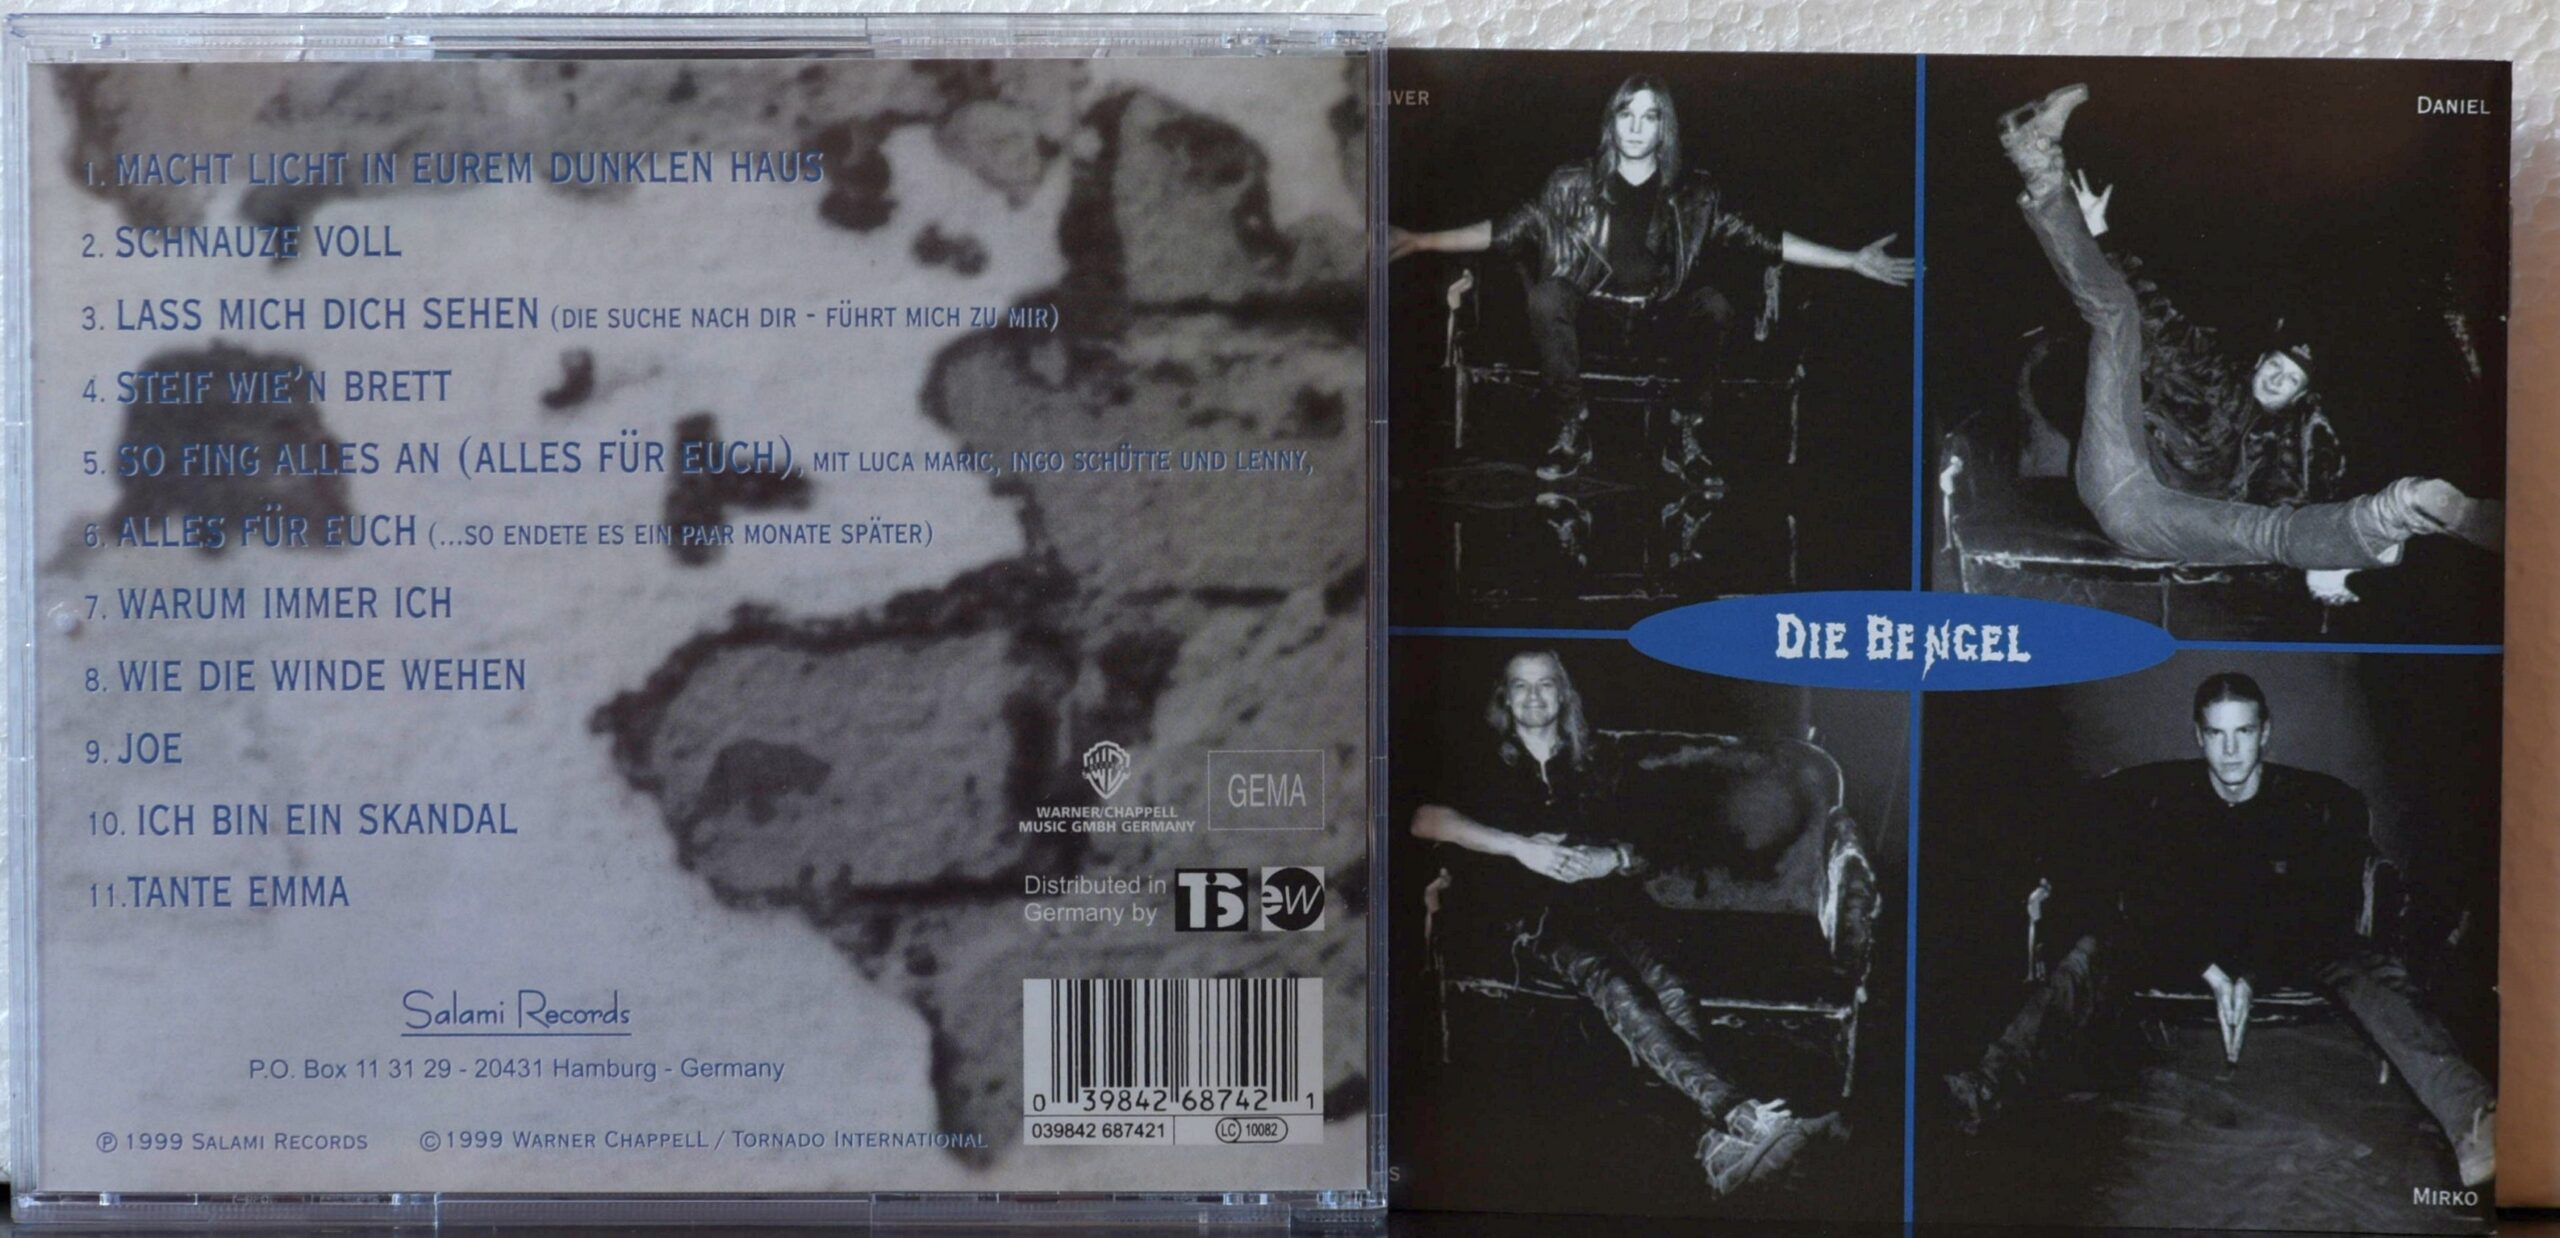 1. MACHT LICHT IN EUREM DUNKLEN HAUS
2. SCHNAUZE VOLL
3. LASS MICH DICH SEHEN (DIE SUCHE NACH DIR - FÜHRT MICH ZU MIR)
4. STEIF WIE'N BRETT
5. SO FING ALLES AN (ALLES FÜR EUCH), MIT LUCA MARIC, INGO SCHÜTTE UND LENNY,
6. ALLES FÜR EUCH (...SO ENDETE ES EIN PAAR MONATE SPÄTER)
7. WARUM IMMER ICH
8. WIE DIE WINDE WEHEN
9. JOE
10. ICH BIN EIN SKANDAL
11. TANTE EMMA
WARNER/CHAPPELL
MUSIC GMBH GERMANY
GEMA
Distributed in
Germany by
TIS
eW
Salami Records
P.O. Box 11 31 29 - 20431 Hamburg - Germany
℗ 1999 SALAMI RECORDS © 1999 WARNER CHAPPELL / TORNADO INTERNATIONAL
0 39842 68742 1
039842 687421
LC 10082
DANIEL
DIE BENGEL
MIRKO